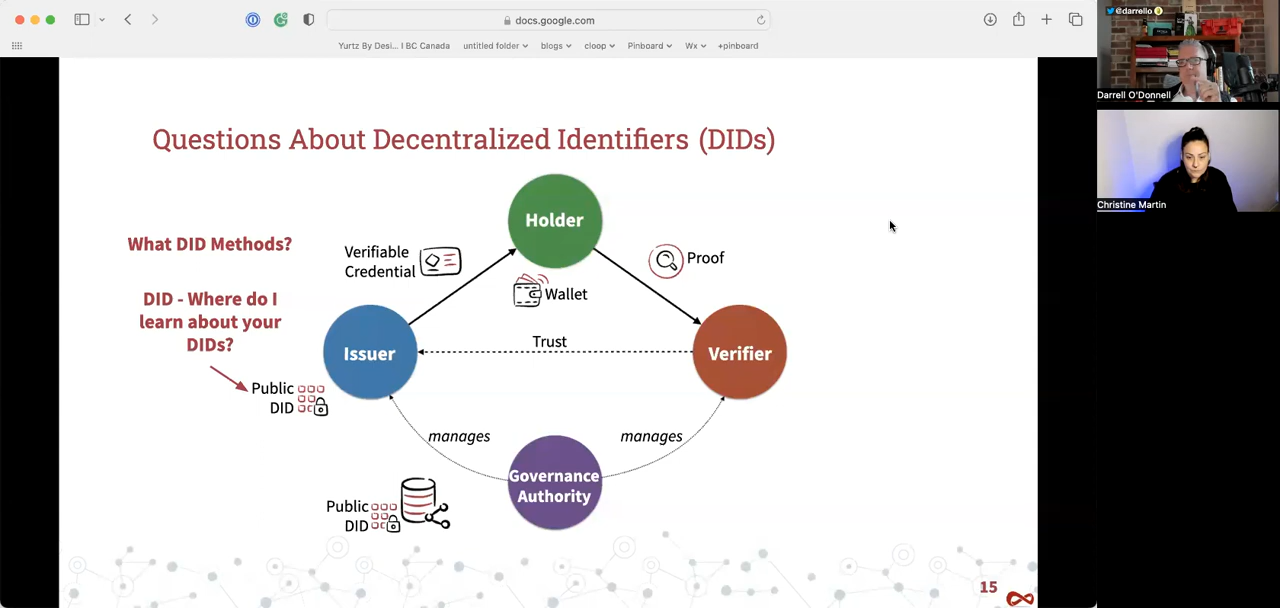 docs.google.com
Yurtz By Desi... I BC Canada
untitled folder
blogs
cloop
Pinboard
Wx
+pinboard
Questions About Decentralized Identifiers (DIDs)
What DID Methods?
DID - Where do I
learn about your
DIDs?
Public
DID
Verifiable
Credential
Holder
Wallet
Proof
Issuer
Trust
Verifier
manages
manages
Governance
Authority
Public
DID
15
@darrello
Darrell O'Donnell
Christine Martin